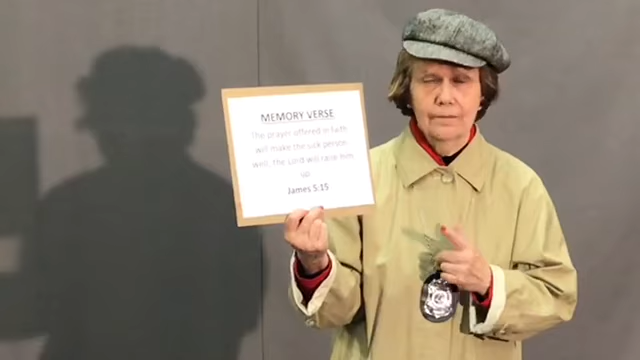 MEMORY VERSE
The prayer offered in faith
will make the sick person
well; the Lord will raise him
up.
James 5:15